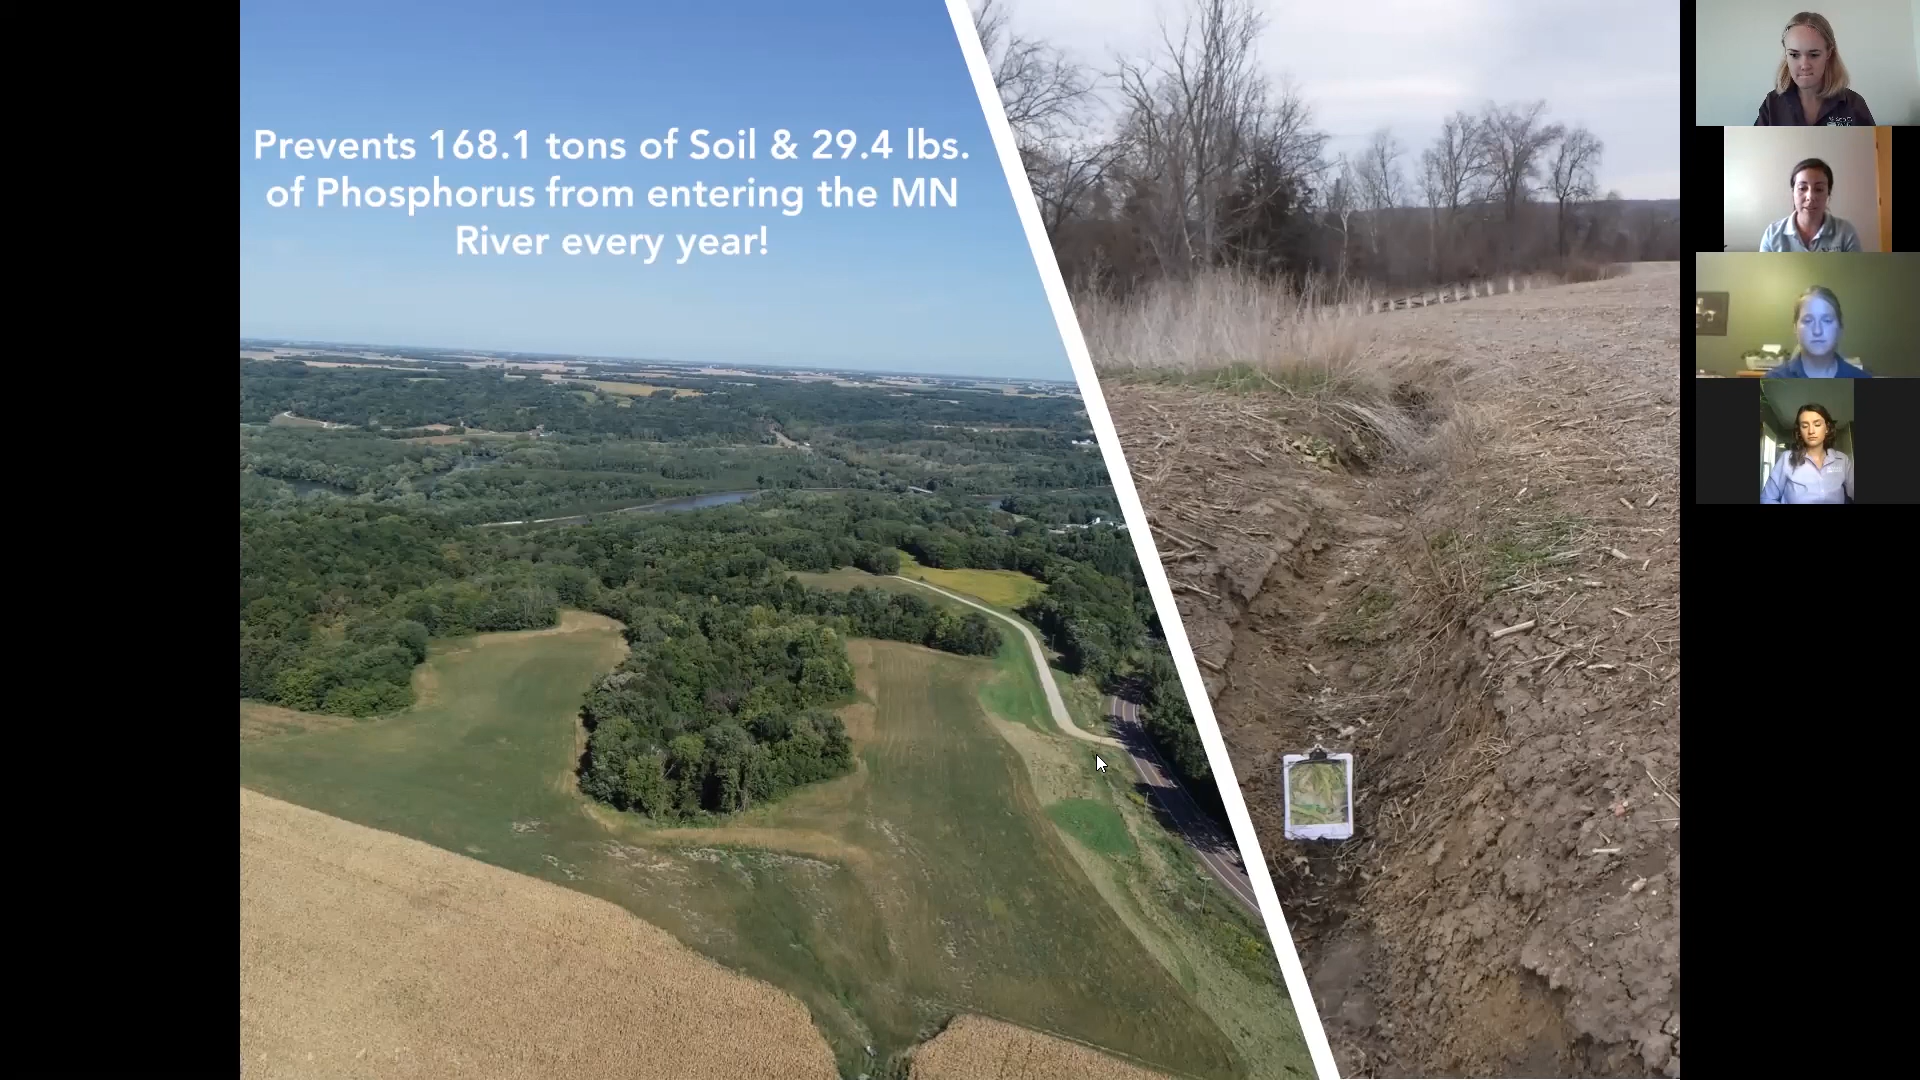 Prevents 168.1 tons of Soil & 29.4 lbs.
of Phosphorus from entering the MN
River every year!